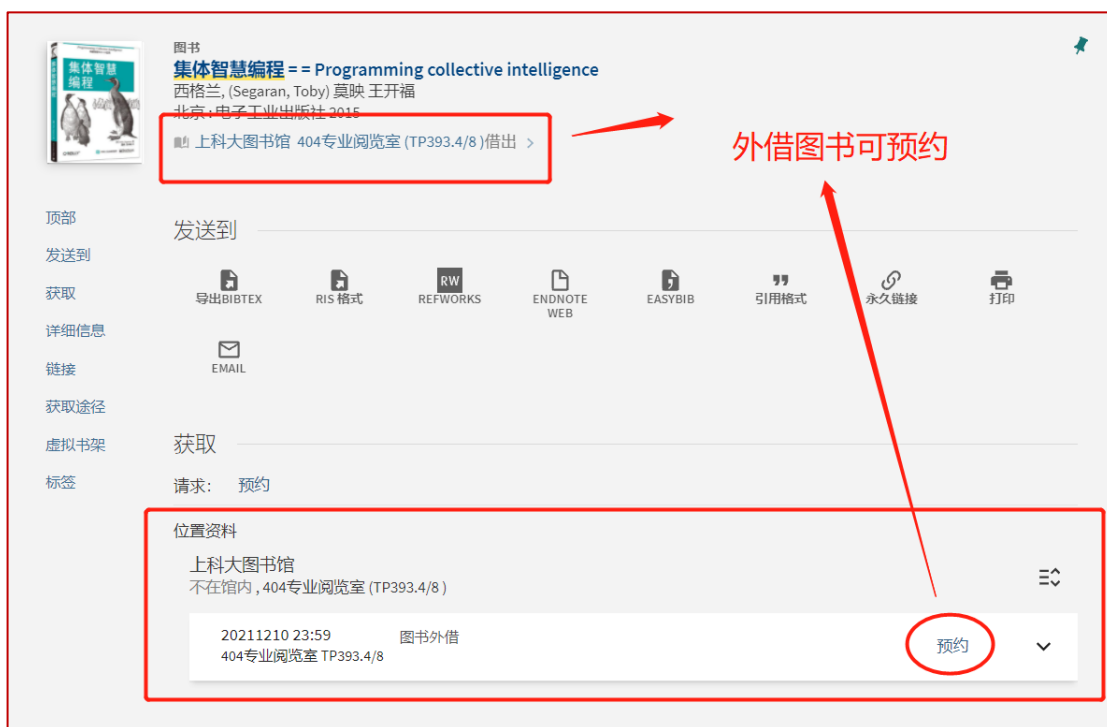 集体智慧
编程
图书
集体智慧编程 = = Programming collective intelligence
西格兰, (Segaran, Toby) 莫映 王开福
北京 : 电子工业出版社 2015
上科大图书馆 404专业阅览室 (TP393.4/8 )借出 >
外借图书可预约
顶部
发送到
获取
详细信息
链接
获取途径
虚拟书架
标签
发送到
导出BIBTEX
RIS 格式
RW
REFWORKS
ENDNOTE
WEB
EASYBIB
引用格式
永久链接
打印
EMAIL
获取
请求: 预约
位置资料
上科大图书馆
不在馆内 , 404专业阅览室 (TP393.4/8 )
20211210 23:59 图书外借 预约
404专业阅览室 TP393.4/8